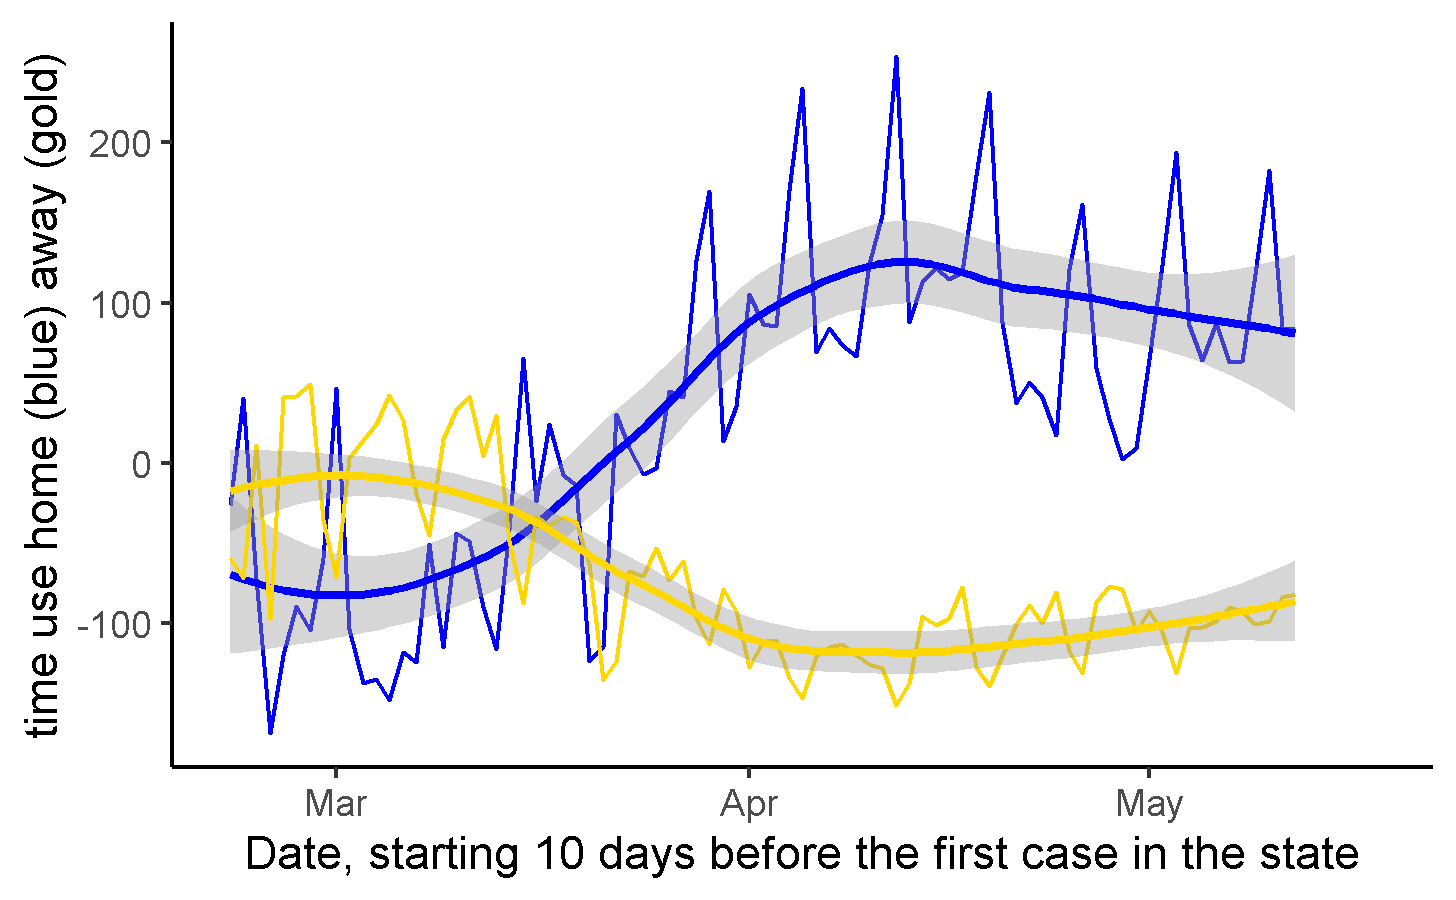 time use home (blue) away (gold)
200
100
0
-100
Mar Apr May
Date, starting 10 days before the first case in the state